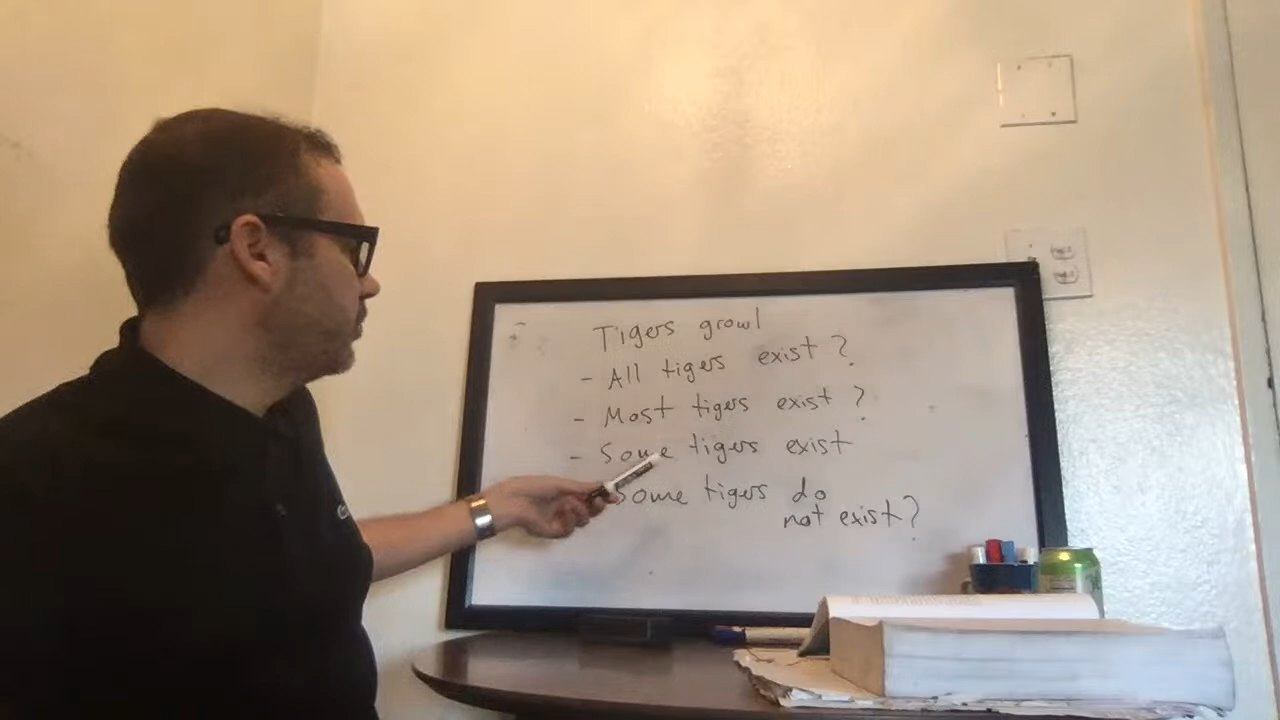 Tigers growl
- All tigers exist?
- Most tigers exist?
- Some tigers exist
Some tigers do
not exist?